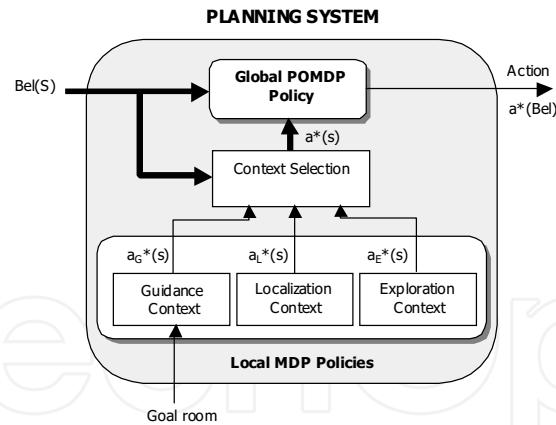 PLANNING SYSTEM
Bel(S)
Global POMDP
Policy
Action
a*(Bel)
a*(s)
Context Selection
aG*(s)
aL*(s)
aE*(s)
Guidance
Context
Localization
Context
Exploration
Context
Local MDP Policies
Goal room